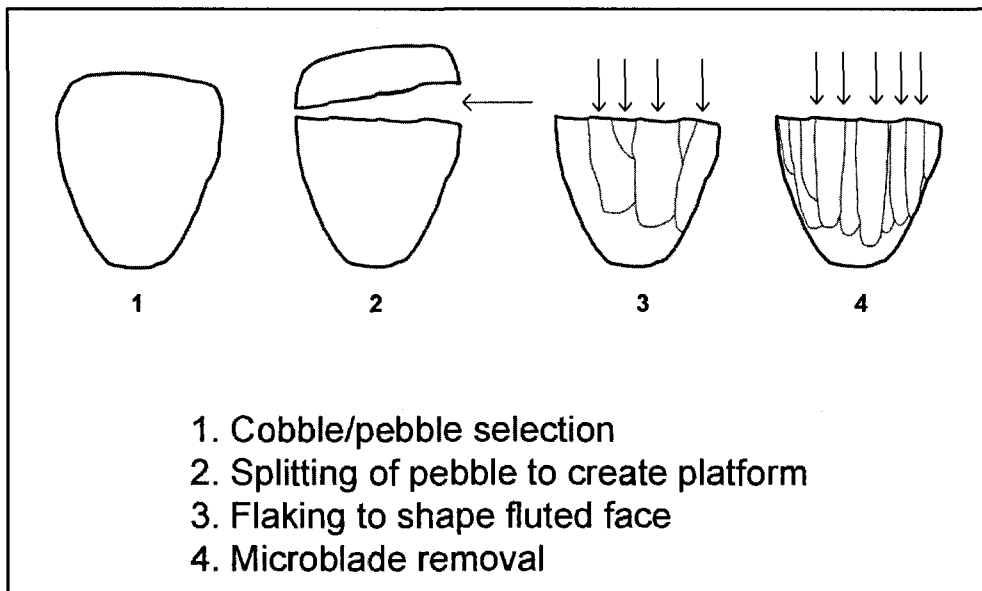 1 2 3 4
1. Cobble/pebble selection
2. Splitting of pebble to create platform
3. Flaking to shape fluted face
4. Microblade removal